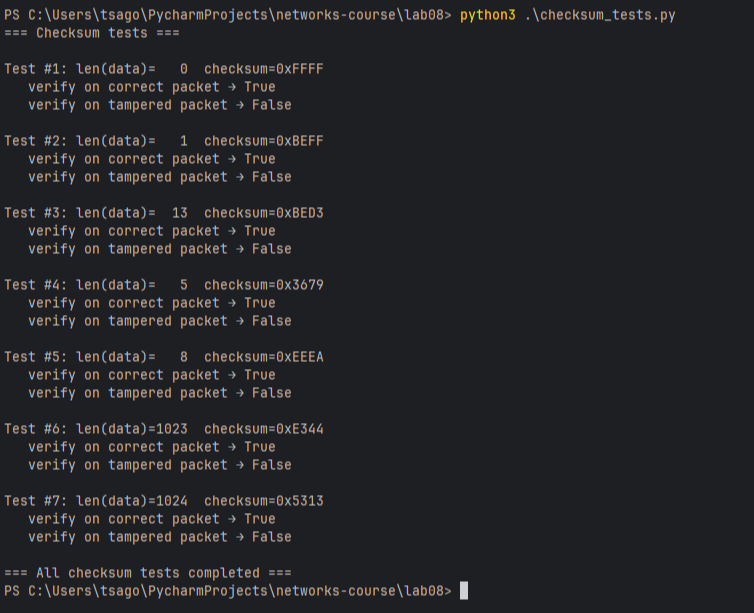 PS C:\Users\tsago\PycharmProjects\networks-course\lab08> python3 .\checksum_tests.py
=== Checksum tests ===

Test #1: len(data)=   0  checksum=0xFFFF
   verify on correct packet → True
   verify on tampered packet → False

Test #2: len(data)=   1  checksum=0xBEFF
   verify on correct packet → True
   verify on tampered packet → False

Test #3: len(data)=  13  checksum=0xBED3
   verify on correct packet → True
   verify on tampered packet → False

Test #4: len(data)=   5  checksum=0x3679
   verify on correct packet → True
   verify on tampered packet → False

Test #5: len(data)=   8  checksum=0xEEEA
   verify on correct packet → True
   verify on tampered packet → False

Test #6: len(data)=1023  checksum=0xE344
   verify on correct packet → True
   verify on tampered packet → False

Test #7: len(data)=1024  checksum=0x5313
   verify on correct packet → True
   verify on tampered packet → False

=== All checksum tests completed ===
PS C:\Users\tsago\PycharmProjects\networks-course\lab08>